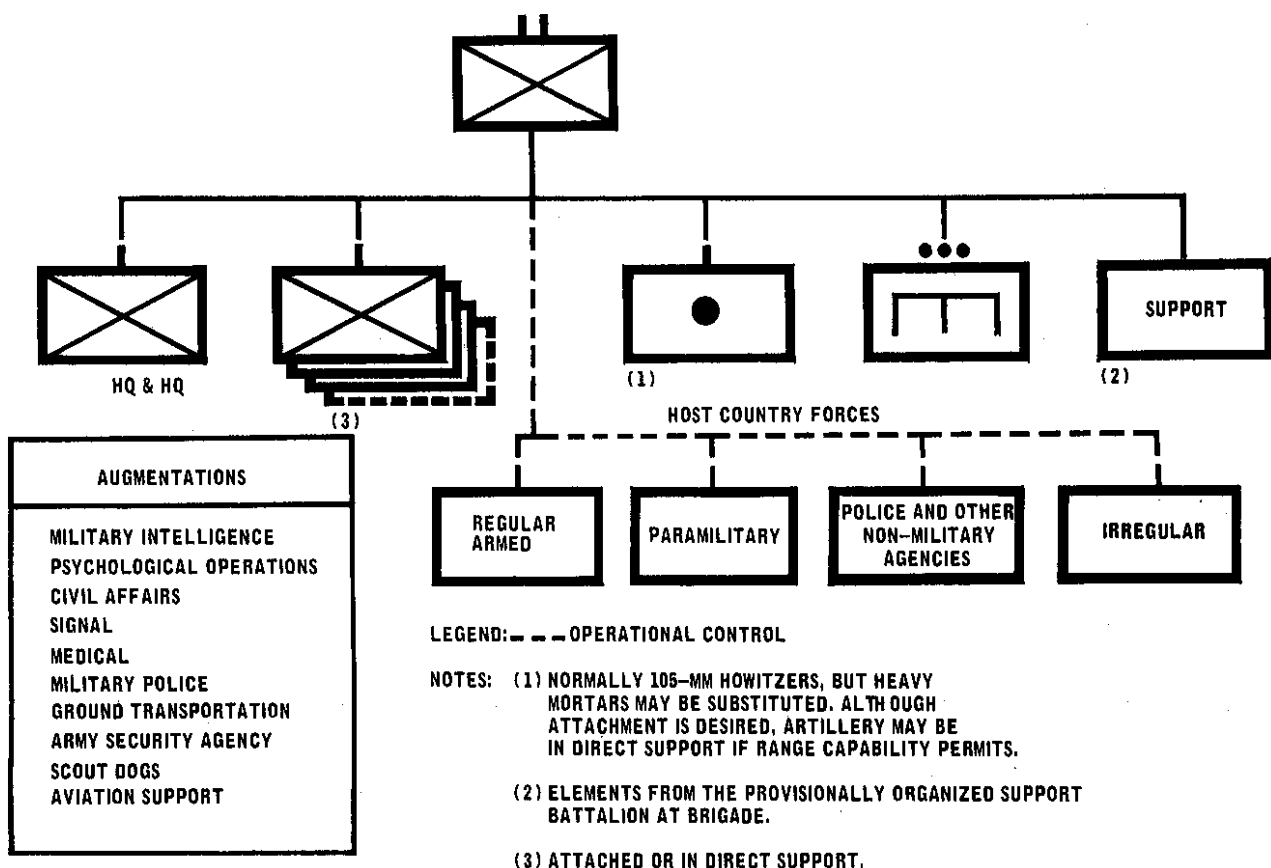 SUPPORT
HQ & HQ
(3)
(1)
(2)
HOST COUNTRY FORCES
REGULAR
ARMED
PARAMILITARY
POLICE AND OTHER
NON-MILITARY
AGENCIES
IRREGULAR
AUGMENTATIONS
MILITARY INTELLIGENCE
PSYCHOLOGICAL OPERATIONS
CIVIL AFFAIRS
SIGNAL
MEDICAL
MILITARY POLICE
GROUND TRANSPORTATION
ARMY SECURITY AGENCY
SCOUT DOGS
AVIATION SUPPORT
LEGEND: --- OPERATIONAL CONTROL
NOTES: (1) NORMALLY 105-MM HOWITZERS, BUT HEAVY
MORTARS MAY BE SUBSTITUTED. ALTHOUGH
ATTACHMENT IS DESIRED, ARTILLERY MAY BE
IN DIRECT SUPPORT IF RANGE CAPABILITY PERMITS.
(2) ELEMENTS FROM THE PROVISIONALLY ORGANIZED SUPPORT
BATTALION AT BRIGADE.
(3) ATTACHED OR IN DIRECT SUPPORT.